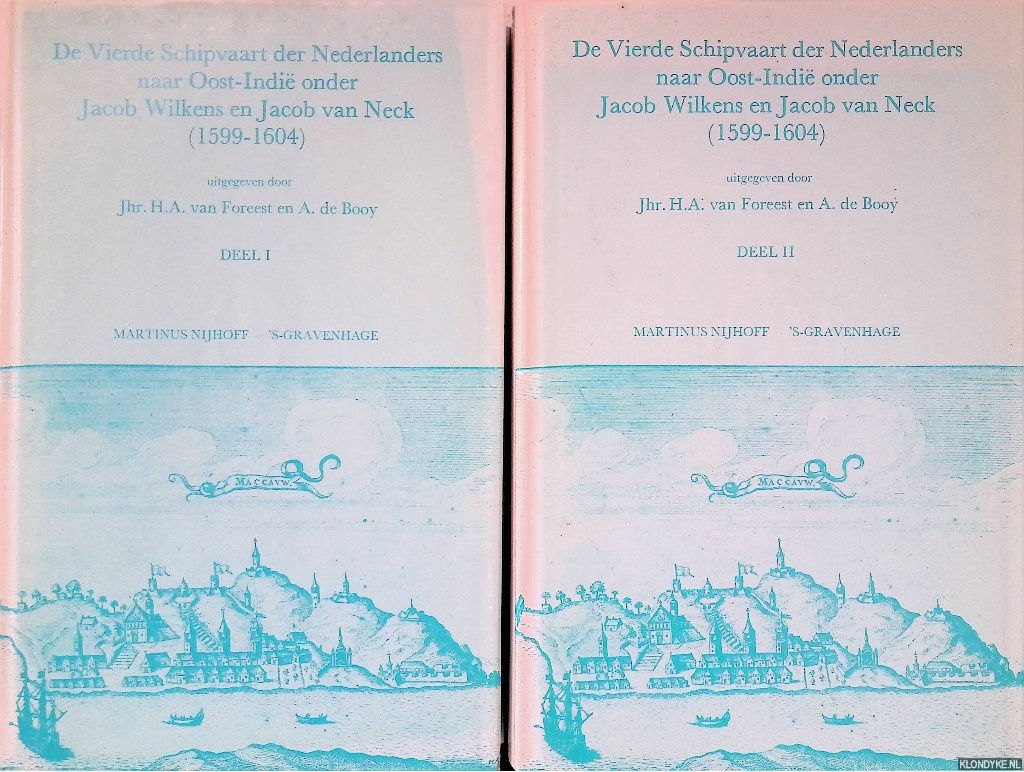 De Vierde Schipvaart der Nederlanders
naar Oost-Indië onder
Jacob Wilkens en Jacob van Neck
(1599-1604)
uitgegeven door
Jhr. H.A. van Foreest en A. de Booy
DEEL I
MARTINUS NIJHOFF - 'S-GRAVENHAGE
MACCAVW.
De Vierde Schipvaart der Nederlanders
naar Oost-Indië onder
Jacob Wilkens en Jacob van Neck
(1599-1604)
uitgegeven door
Jhr. H.A. van Foreest en A. de Booy
DEEL II
MARTINUS NIJHOFF 'S-GRAVENHAGE
MACCAVW.
KLONDYKE.NL